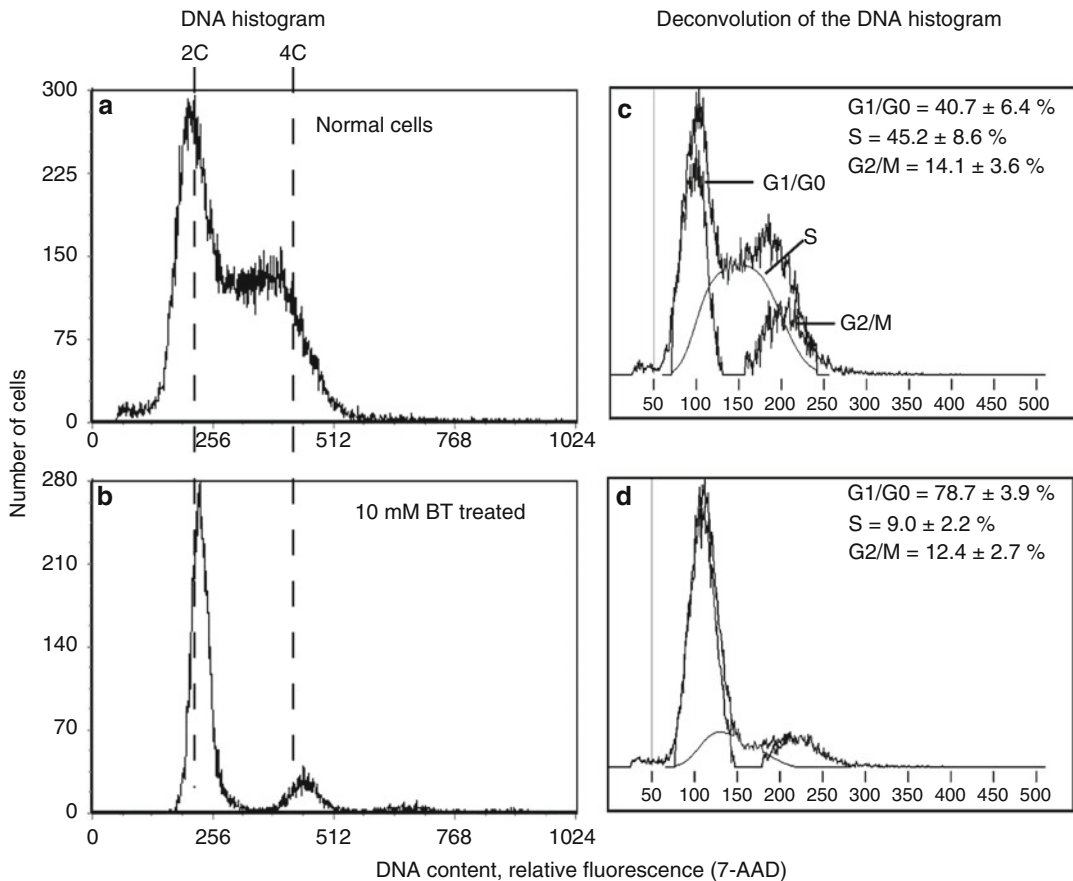 DNA histogram
Deconvolution of the DNA histogram
2C 4C
Number of cells
a
Normal cells
300
225
150
75
0
0 256 512 768 1024
c
G1/G0 = 40.7 ± 6.4 %
S = 45.2 ± 8.6 %
G2/M = 14.1 ± 3.6 %
G1/G0
S
G2/M
50 100 150 200 250 300 350 400 450 500
b
10 mM BT treated
280
210
140
70
0
0 256 512 768 1024
d
G1/G0 = 78.7 ± 3.9 %
S = 9.0 ± 2.2 %
G2/M = 12.4 ± 2.7 %
50 100 150 200 250 300 350 400 450 500
DNA content, relative fluorescence (7-AAD)